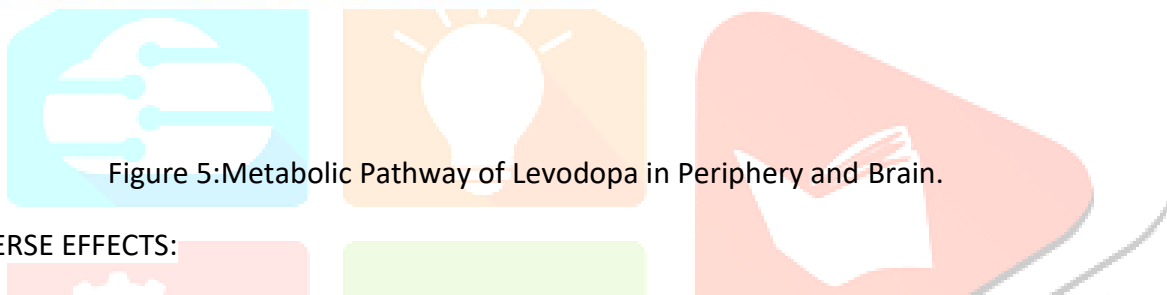 Figure 5:Metabolic Pathway of Levodopa in Periphery and Brain.
ERSE EFFECTS: